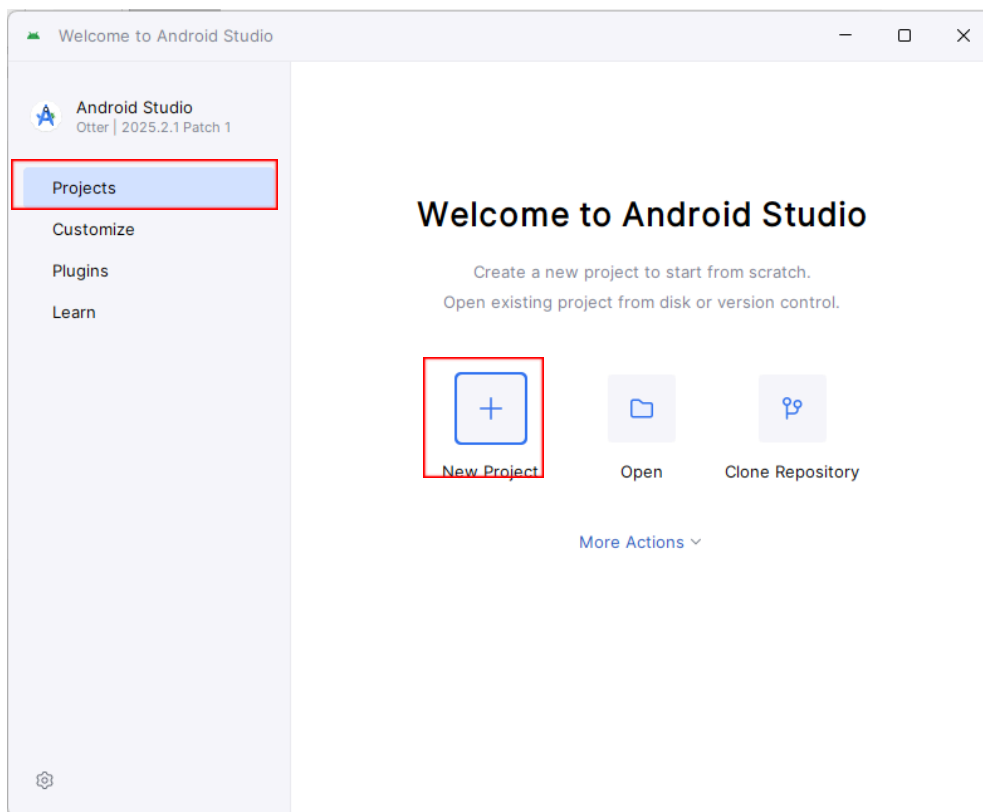 Welcome to Android Studio
Android Studio
Otter | 2025.2.1 Patch 1
Projects
Customize
Plugins
Learn
Welcome to Android Studio
Create a new project to start from scratch.
Open existing project from disk or version control.
New Project
Open
Clone Repository
More Actions